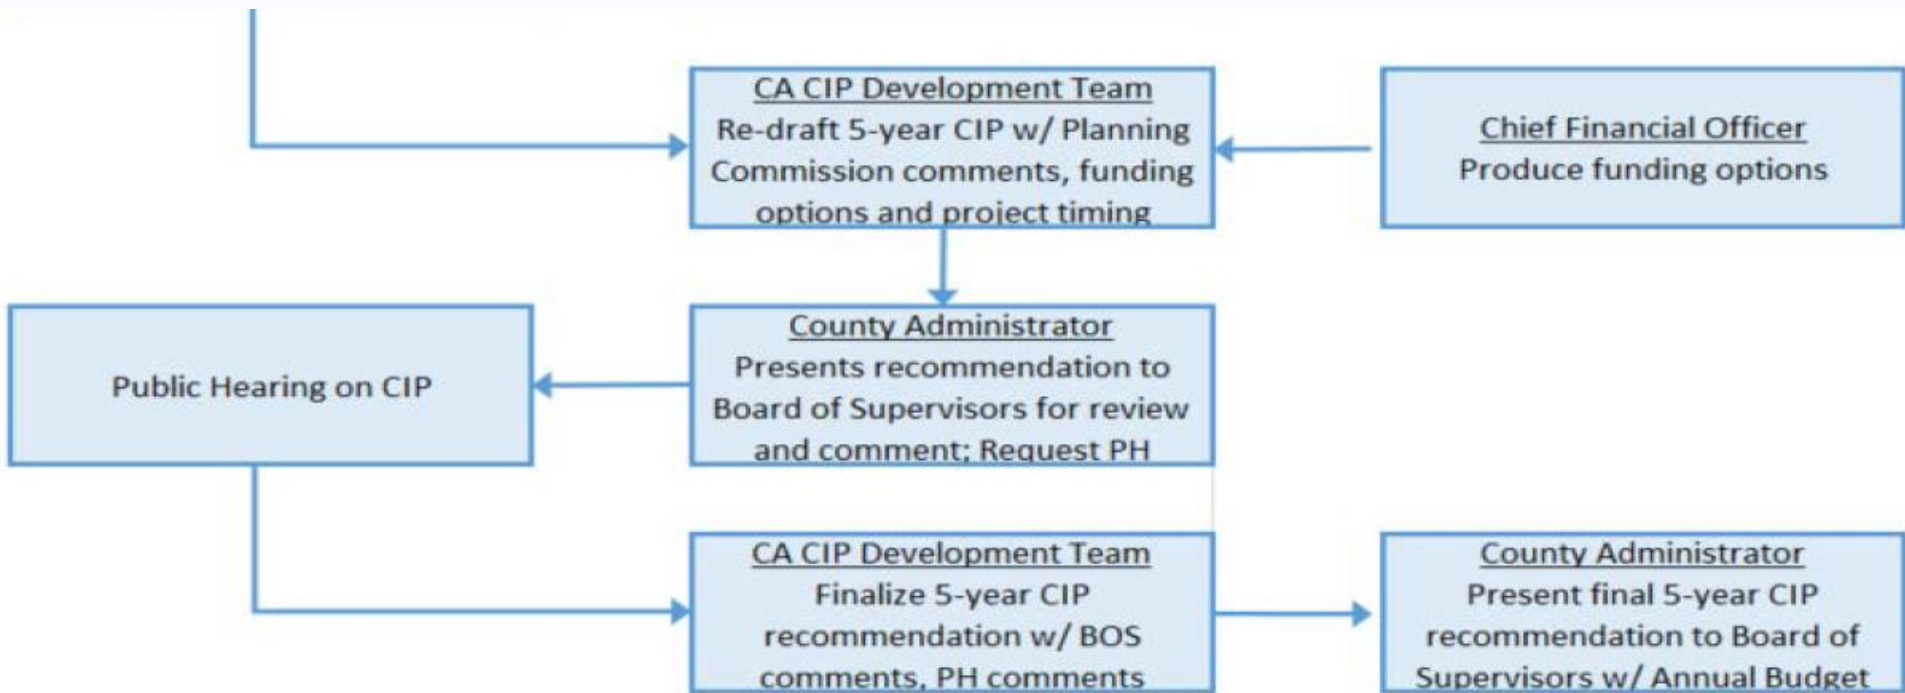 CA CIP Development Team
Re-draft 5-year CIP w/ Planning
Commission comments, funding
options and project timing
Chief Financial Officer
Produce funding options
Public Hearing on CIP
County Administrator
Presents recommendation to
Board of Supervisors for review
and comment; Request PH
CA CIP Development Team
Finalize 5-year CIP
recommendation w/ BOS
comments, PH comments
County Administrator
Present final 5-year CIP
recommendation to Board of
Supervisors w/ Annual Budget